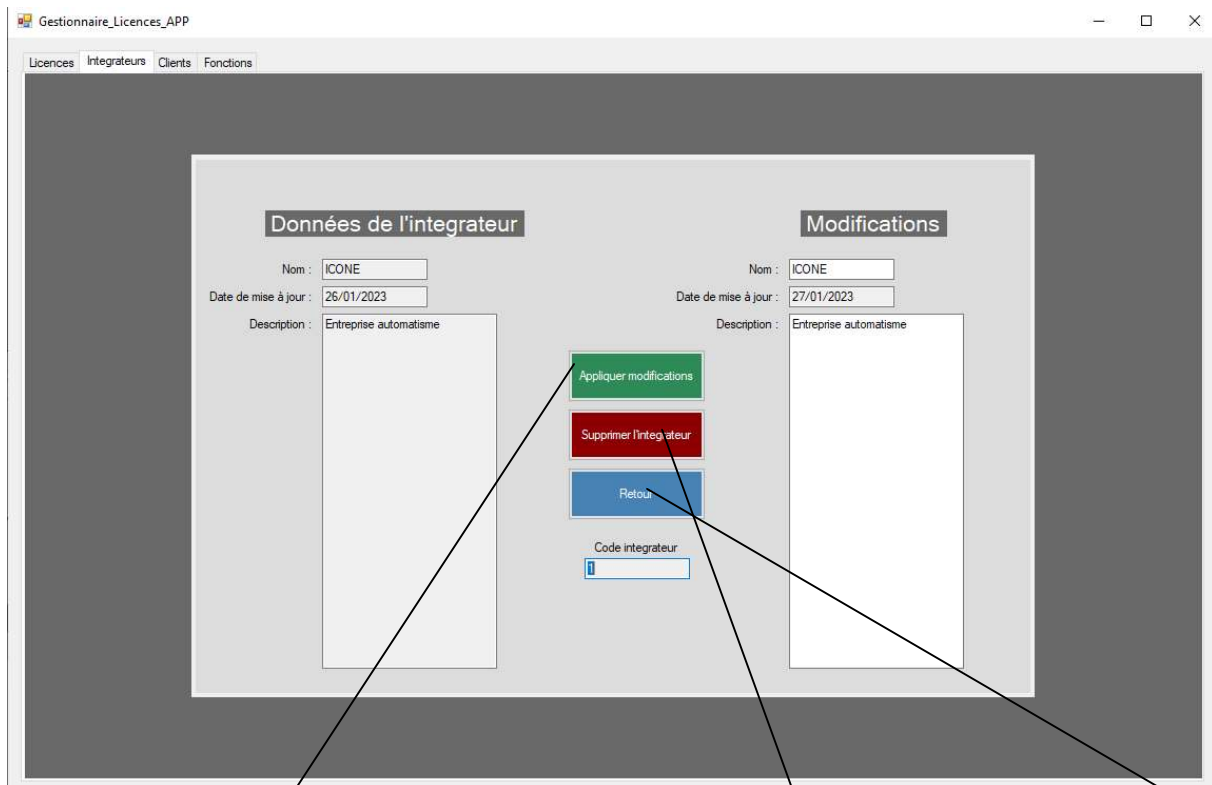 Gestionnaire_Licences_APP
Licences Integrateurs Clients Fonctions
Données de l'integrateur
Nom : ICONE
Date de mise à jour : 26/01/2023
Description : Entreprise automatisme
Modifications
Nom : ICONE
Date de mise à jour : 27/01/2023
Description : Entreprise automatisme
Appliquer modifications
Supprimer l'integrateur
Retour
Code integrateur
1